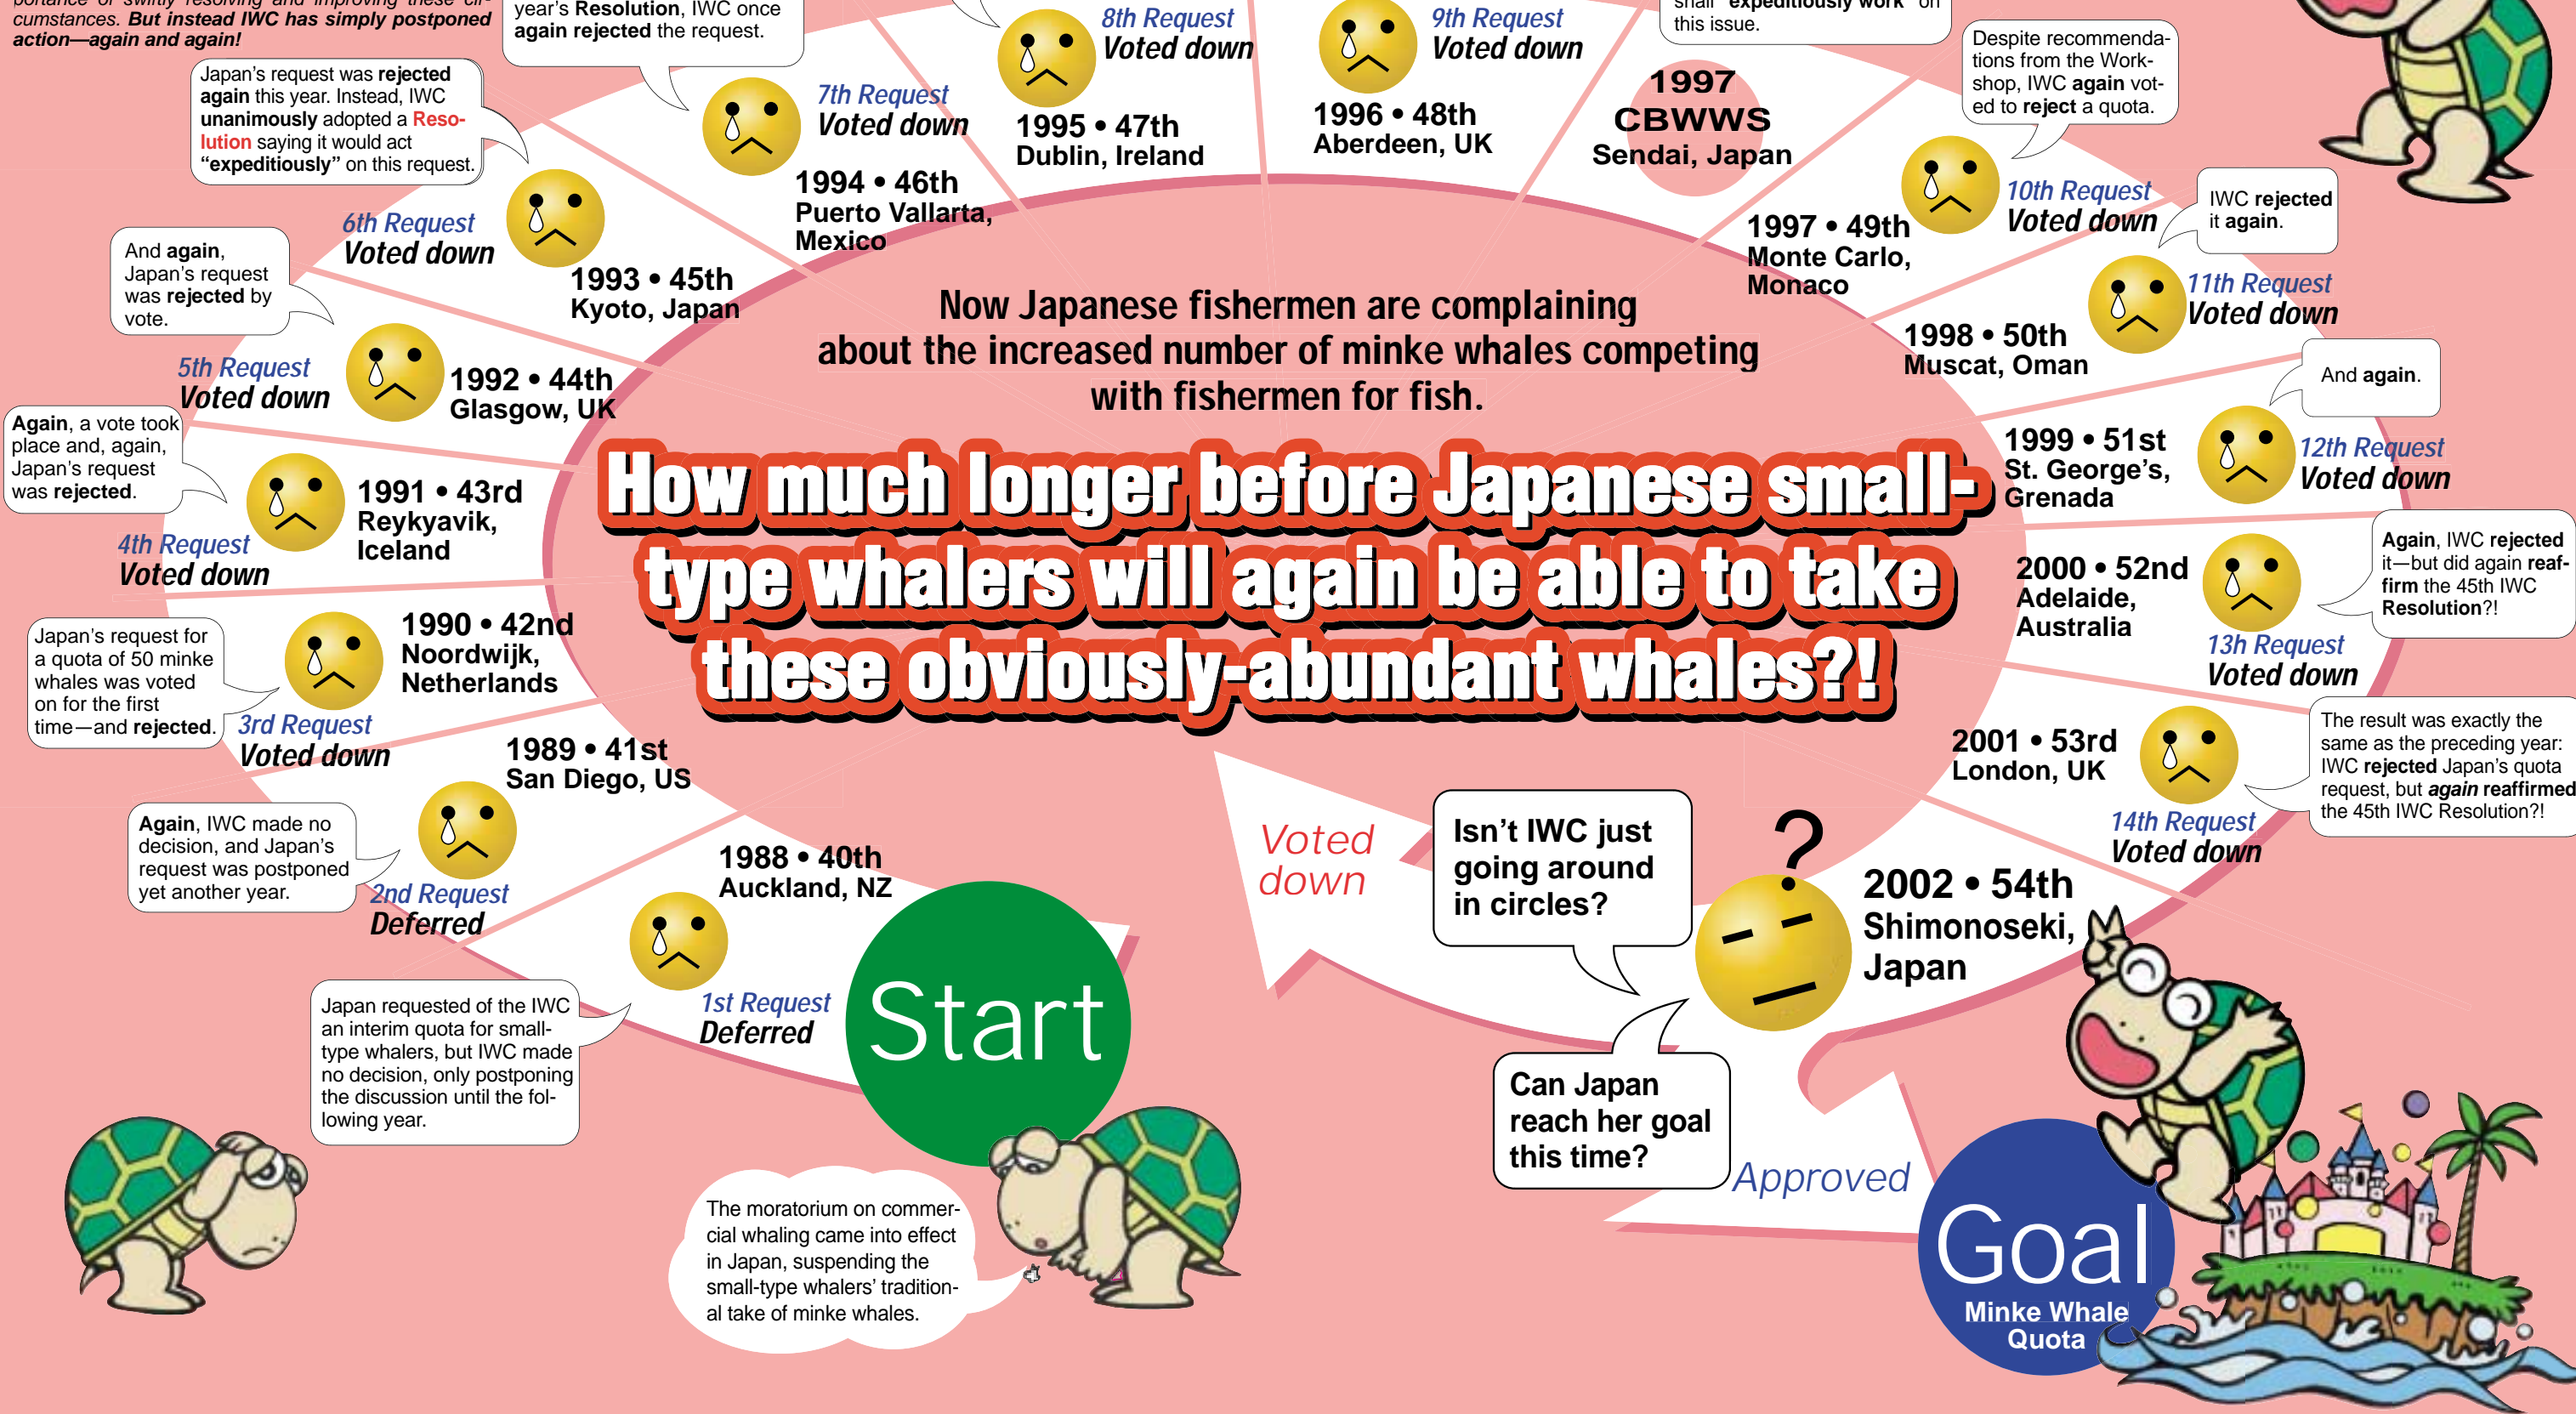 portance of swiftly resolving and improving these cir-
cumstances. But instead IWC has simply postponed
action—again and again!
year's Resolution, IWC once
again rejected the request.
shall "expeditiously work" on
this issue.
Japan's request was rejected
again this year. Instead, IWC
unanimously adopted a Reso-
lution saying it would act
“expeditiously” on this request.
6th Request
Voted down
1993 • 45th
Kyoto, Japan
7th Request
Voted down
1994 • 46th
Puerto Vallarta,
Mexico
8th Request
Voted down
1995 • 47th
Dublin, Ireland
9th Request
Voted down
1996 • 48th
Aberdeen, UK
1997
CBWWS
Sendai, Japan
Despite recommenda-
tions from the Work-
shop, IWC again vot-
ed to reject a quota.
10th Request
Voted down
1997 • 49th
Monte Carlo,
Monaco
IWC rejected
it again.
11th Request
Voted down
1998 • 50th
Muscat, Oman
And again.
12th Request
Voted down
1999 • 51st
St. George's,
Grenada
Again, IWC rejected
it—but did again reaf-
firm the 45th IWC
Resolution?!
2000 • 52nd
Adelaide,
Australia
13h Request
Voted down
The result was exactly the
same as the preceding year:
IWC rejected Japan's quota
request, but again reaffirmed
the 45th IWC Resolution?!
2001 • 53rd
London, UK
14th Request
Voted down
And again,
Japan's request
was rejected by
vote.
5th Request
Voted down
1992 • 44th
Glasgow, UK
Again, a vote took
place and, again,
Japan's request
was rejected.
1991 • 43rd
Reykyavik,
Iceland
4th Request
Voted down
Japan's request for
a quota of 50 minke
whales was voted
on for the first
time—and rejected.
1990 • 42nd
Noordwijk,
Netherlands
3rd Request
Voted down
1989 • 41st
San Diego, US
Again, IWC made no
decision, and Japan's
request was postponed
yet another year.
2nd Request
Deferred
1988 • 40th
Auckland, NZ
1st Request
Deferred
Japan requested of the IWC
an interim quota for small-
type whalers, but IWC made
no decision, only postponing
the discussion until the fol-
lowing year.
Start
The moratorium on commer-
cial whaling came into effect
in Japan, suspending the
small-type whalers' tradition-
al take of minke whales.
Now Japanese fishermen are complaining
about the increased number of minke whales competing
with fishermen for fish.
How much longer before Japanese small-
type whalers will again be able to take
these obviously-abundant whales?!
Voted
down
Isn't IWC just
going around
in circles?
?
2002 • 54th
Shimonoseki,
Japan
Can Japan
reach her goal
this time?
Approved
Goal
Minke Whale
Quota